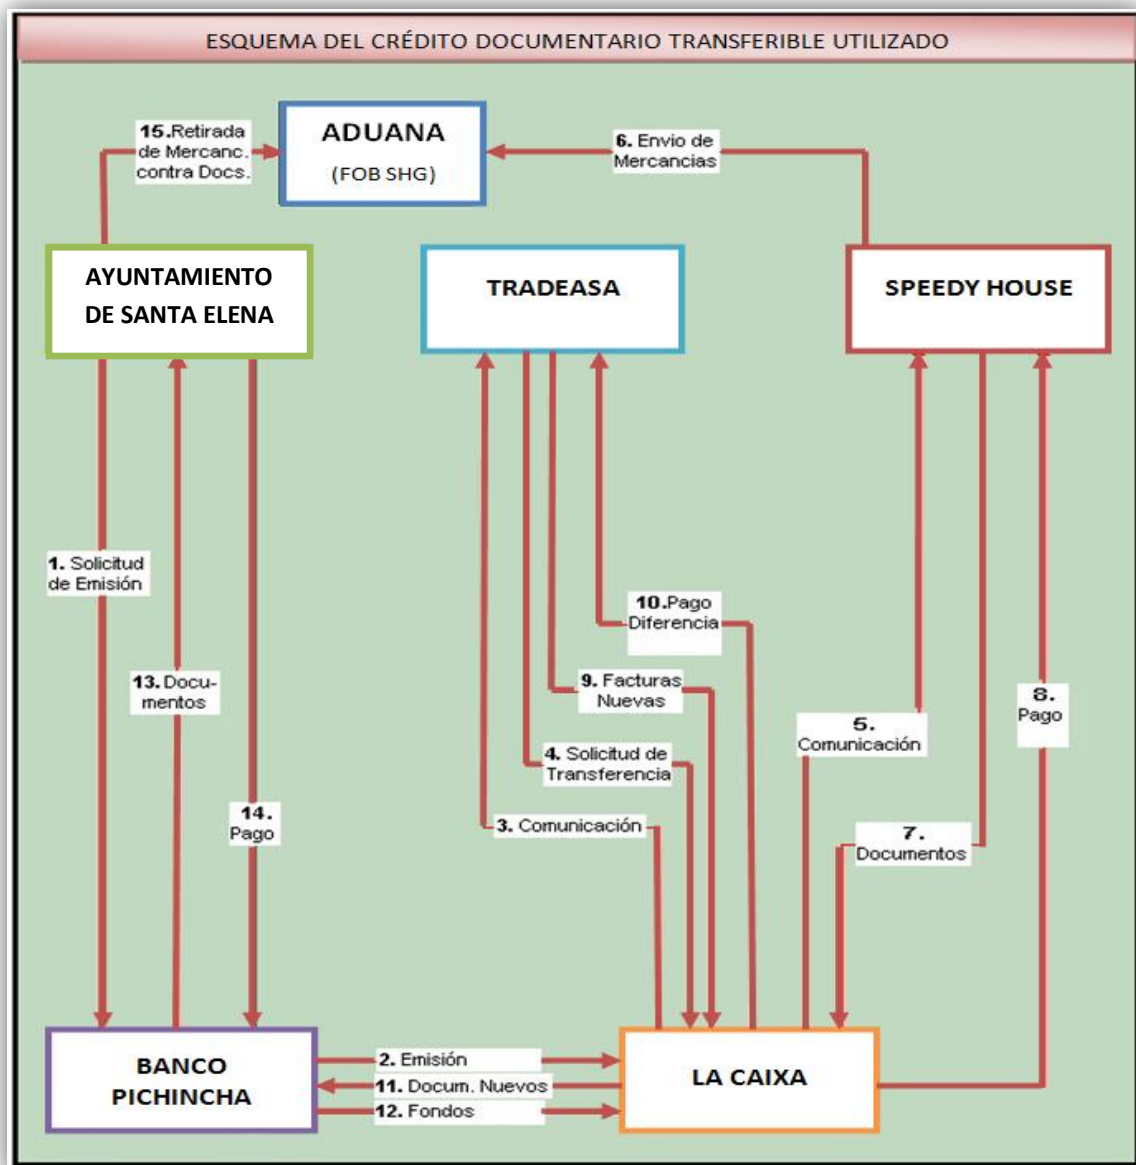 ESQUEMA DEL CRÉDITO DOCUMENTARIO TRANSFERIBLE UTILIZADO
15.Retirada
de Mercanc.
contra Docs.
ADUANA
(FOB SHG)
6. Envio de
Mercancias
AYUNTAMIENTO
DE SANTA ELENA
TRADEASA
SPEEDY HOUSE
1. Solicitud
de Emisión
13. Docu-
mentos
14.
Pago
10.Pago
Diferencia
9. Facturas
Nuevas
4. Solicitud de
Transferencia
3. Comunicación
5.
Comunicación
8.
Pago
7.
Documentos
BANCO
PICHINCHA
2. Emisión
11. Docum. Nuevos
12. Fondos
LA CAIXA